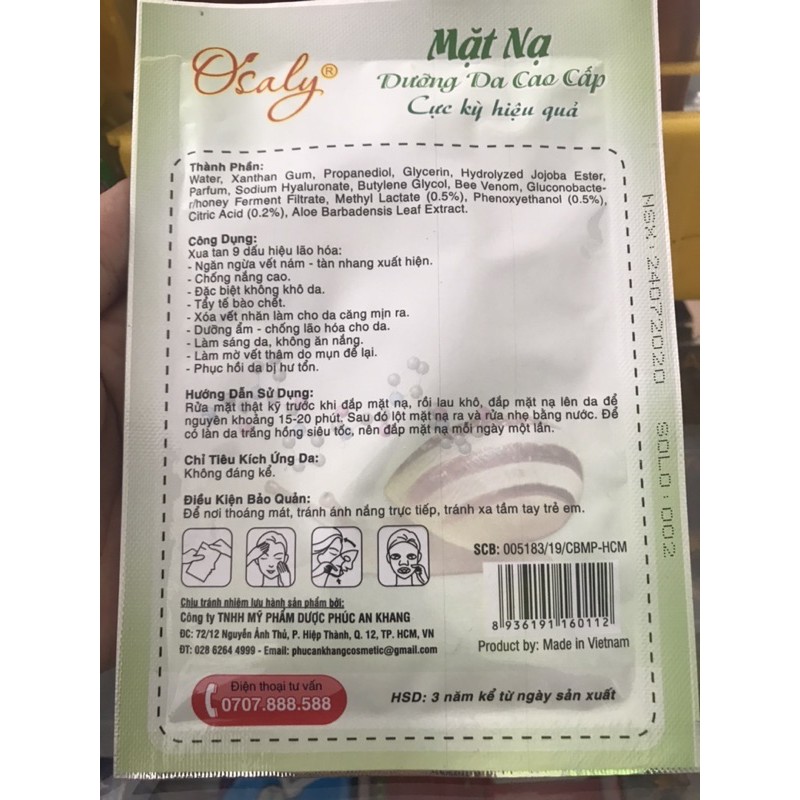 O'saly®
Mặt Nạ
Dưỡng Da Cao Cấp
Cực kỳ hiệu quả
Thành Phần:
Water, Xanthan Gum, Propanediol, Glycerin, Hydrolyzed Jojoba Ester,
Parfum, Sodium Hyaluronate, Butylene Glycol, Bee Venom, Gluconobacte-
r/honey Ferment Filtrate, Methyl Lactate (0.5%), Phenoxyethanol (0.5%),
Citric Acid (0.2%), Aloe Barbadensis Leaf Extract.
Công Dụng:
Xua tan 9 dấu hiệu lão hóa:
- Ngăn ngừa vết nám - tàn nhang xuất hiện.
- Chống nắng cao.
- Đặc biệt không khô da.
- Tẩy tế bào chết.
- Xóa vết nhăn làm cho da căng mịn ra.
- Dưỡng ẩm - chống lão hóa cho da.
- Làm sáng da, không ăn nắng.
- Làm mờ vết thâm do mụn để lại.
- Phục hồi da bị hư tổn.
Hướng Dẫn Sử Dụng:
Rửa mặt thật kỹ trước khi đắp mặt nạ, rồi lau khô, đắp mặt nạ lên da để
nguyên khoảng 15-20 phút. Sau đó lột mặt nạ ra và rửa nhẹ bằng nước. Để
có làn da trắng hồng siêu tốc, nên đắp mặt nạ mỗi ngày một lần.
Chỉ Tiêu Kích Ứng Da:
Không đáng kể.
Điều Kiện Bảo Quản:
Để nơi thoáng mát, tránh ánh nắng trực tiếp, tránh xa tầm tay trẻ em.
SCB: 005183/19/CBMP-HCM
Chịu trách nhiệm lưu hành sản phẩm bởi:
Công ty TNHH MỸ PHẨM DƯỢC PHÚC AN KHANG
ĐC: 72/12 Nguyễn Ảnh Thủ, P. Hiệp Thành, Q. 12, TP. HCM, VN
ĐT: 028 6264 4999 - Email: phucankhangcosmetic@gmail.com
8 936191 160112
Product by: Made in Vietnam
Điện thoại tư vấn
0707.888.588
HSD: 3 năm kể từ ngày sản xuất
NSX: 24072020 SOLO: 002